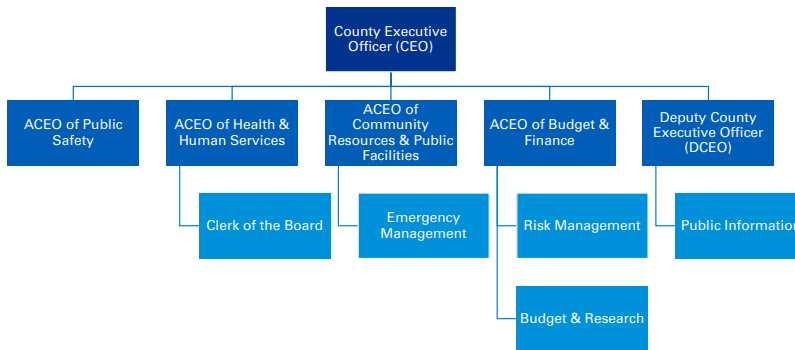 County Executive
Officer (CEO)
ACEO of Public
Safety
ACEO of Health &
Human Services
ACEO of
Community
Resources & Public
Facilities
ACEO of Budget &
Finance
Deputy County
Executive Officer
(DCEO)
Clerk of the Board
Emergency
Management
Risk Management
Public Information
Budget & Research